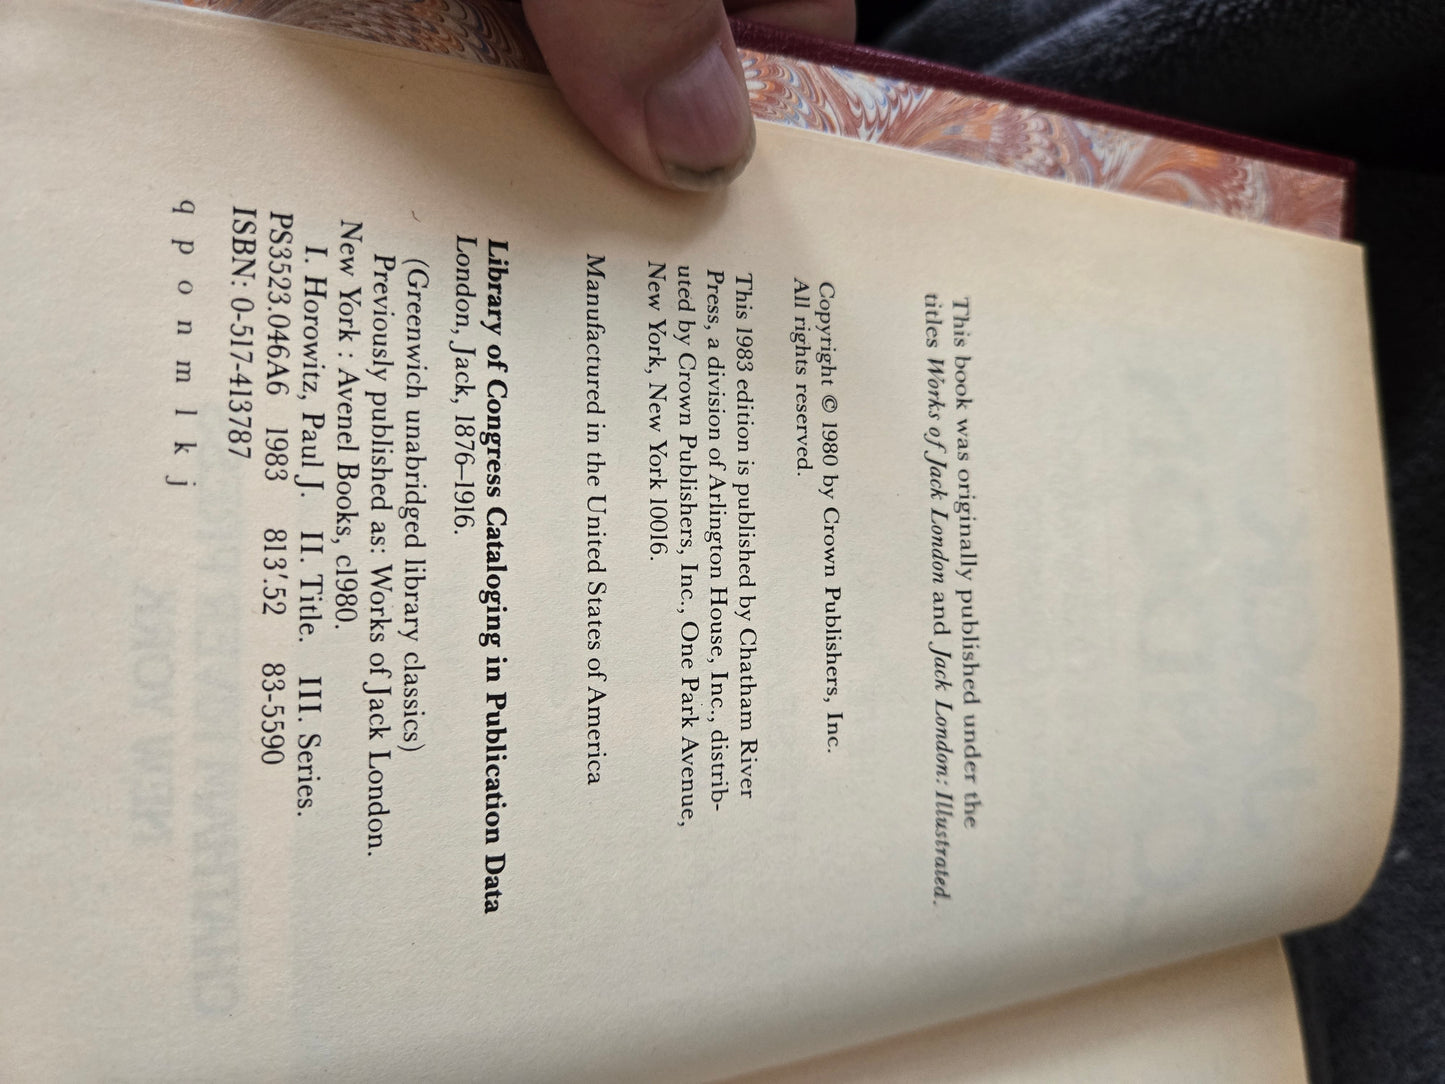 This book was originally published under the
titles Works of Jack London and Jack London: Illustrated.
Copyright © 1980 by Crown Publishers, Inc.
All rights reserved.
This 1983 edition is published by Chatham River
Press, a division of Arlington House, Inc., distrib-
uted by Crown Publishers, Inc., One Park Avenue,
New York, New York 10016.
Manufactured in the United States of America
Library of Congress Cataloging in Publication Data
London, Jack, 1876–1916.
(Greenwich unabridged library classics)
Previously published as: Works of Jack London.
New York : Avenel Books, c1980.
I. Horowitz, Paul J. II. Title. III. Series.
PS3523.046A6 1983 813'.52 83-5590
ISBN: 0-517-413787
q p o n m l k j